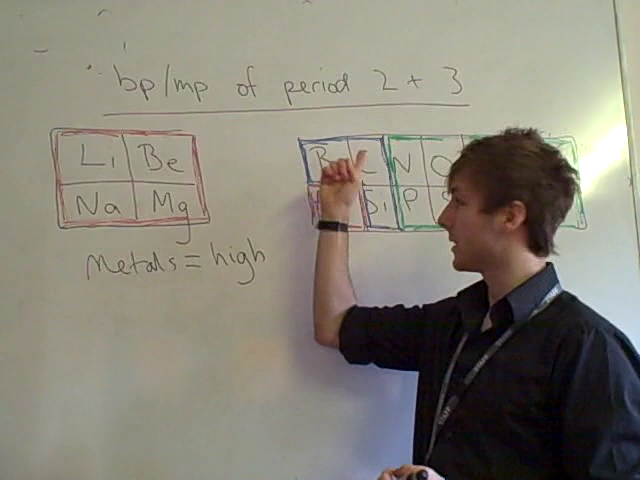 bp/mp of period 2 + 3
Li Be B C N O
Na Mg Si P
Metals = high